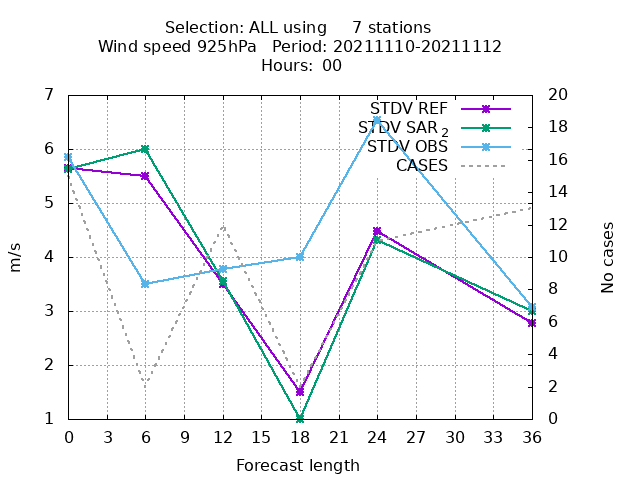 Selection: ALL using     7 stations
Wind speed 925hPa   Period: 20211110-20211112
Hours: 00
STDV REF
STDV SAR 2
STDV OBS
CASES
7
6
5
4
3
2
1
m/s
20
18
16
14
12
10
8
6
4
2
0
No cases
0 3 6 9 12 15 18 21 24 27 30 33 36
Forecast length